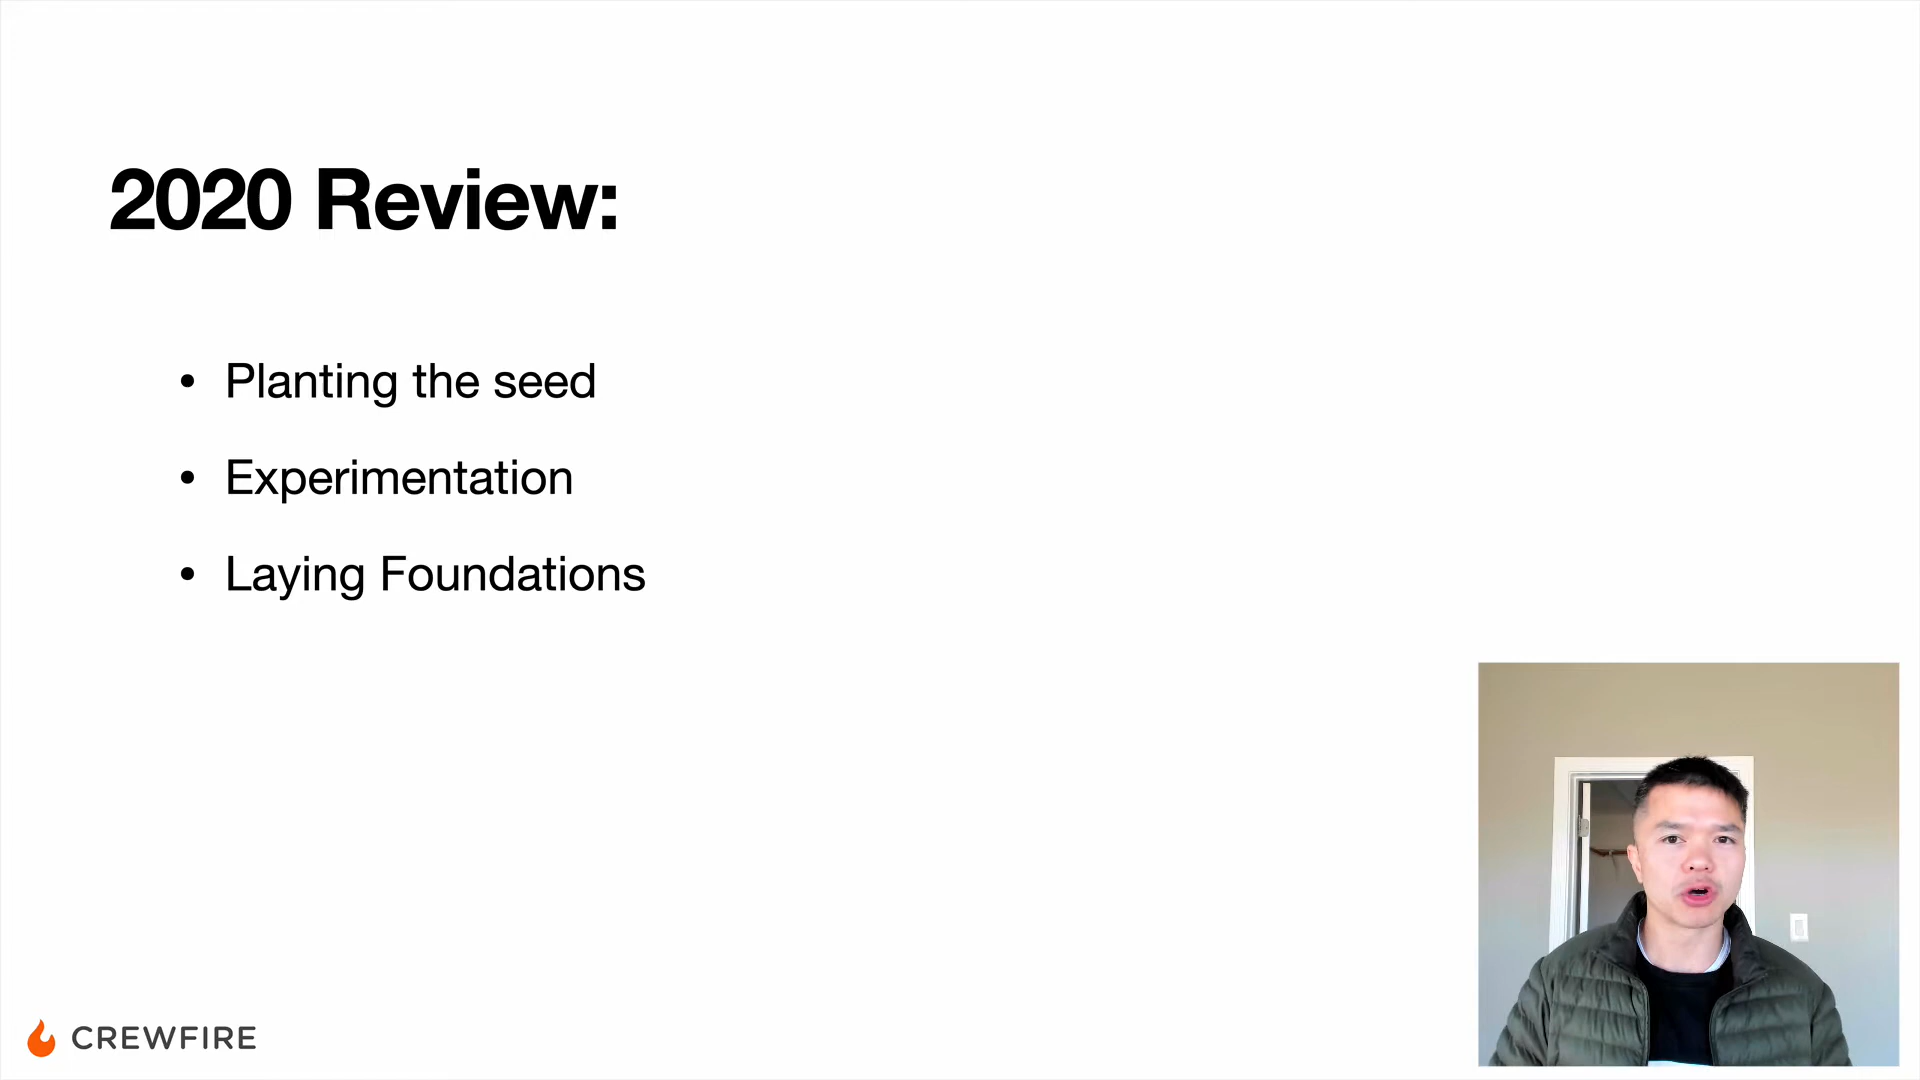 2020 Review:
• Planting the seed
• Experimentation
• Laying Foundations
CREWFIRE